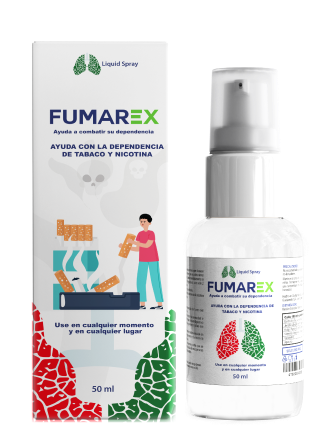 Liquid Spray
FUMAREX
Ayuda a combatir su dependencia
AYUDA CON LA DEPENDENCIA
DE TABACO Y NICOTINA
Use en cualquier momento
y en cualquier lugar
50 ml
Liquid Spray
FUMAREX
Ayude a combatir su dependencia
AYUDA CON LA DEPENDENCIA DE
TABACO Y NICOTINA
Use en cualquier momento
y en cualquier lugar
50 ml